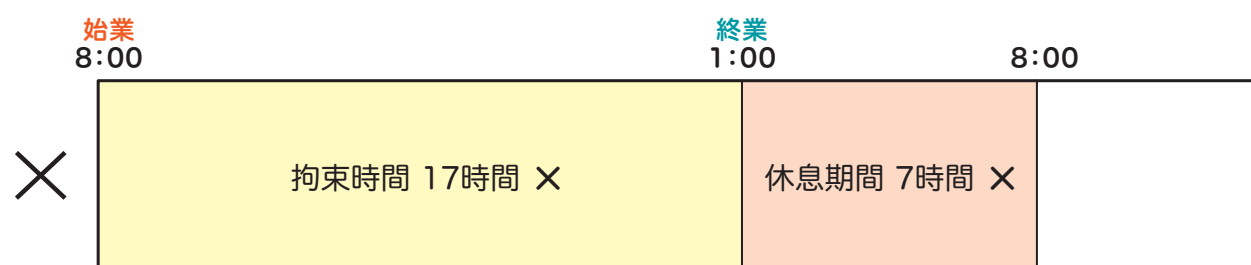 始業
8:00
終業
1:00
8:00
拘束時間 17時間 ×
休息期間 7時間 ×